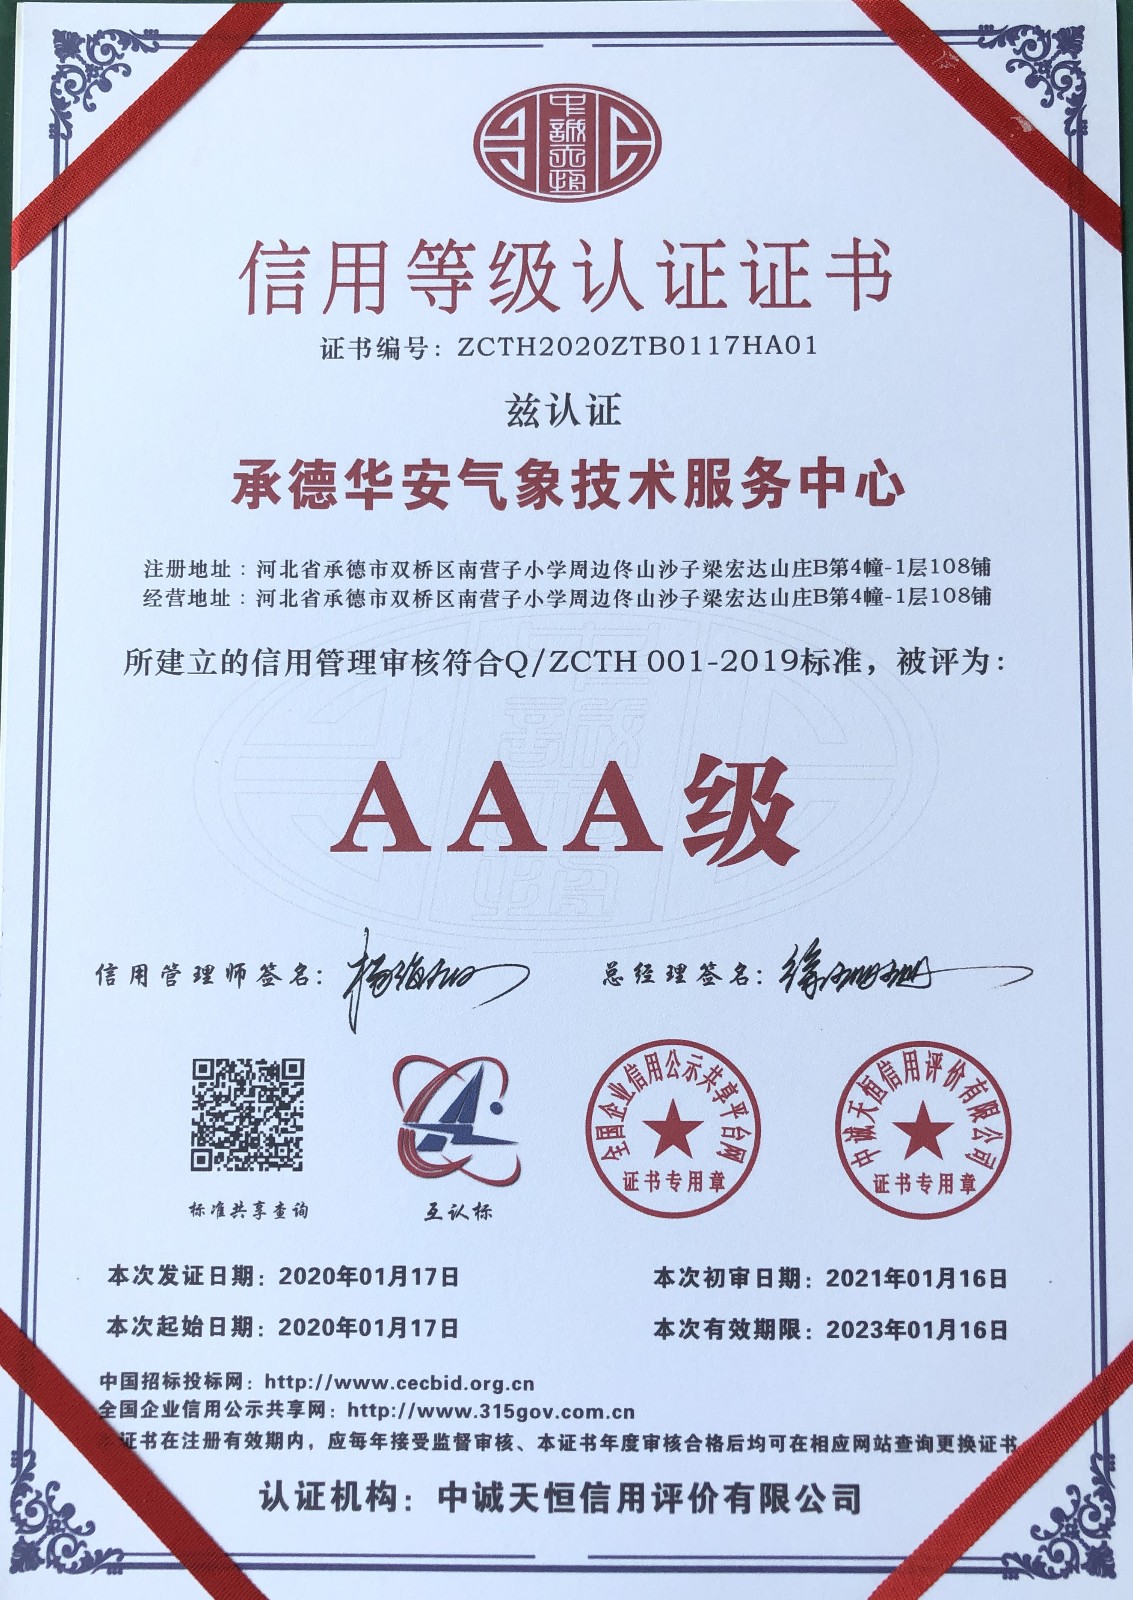 中誠天恒
信用等级认证证书
证书编号：ZCTH2020ZTB0117HA01
兹认证
承德华安气象技术服务中心
注册地址：河北省承德市双桥区南营子小学周边佟山沙子梁宏达山庄B第4幢-1层108铺
经营地址：河北省承德市双桥区南营子小学周边佟山沙子梁宏达山庄B第4幢-1层108铺
所建立的信用管理审核符合Q/ZCTH 001-2019标准，被评为：
AAA级
信用管理师签名：
总经理签名：
标准共享查询
互认标
全国企业信用公示共享平台网
证书专用章
中诚天恒信用评价有限公司
证书专用章
本次发证日期：2020年01月17日
本次初审日期：2021年01月16日
本次起始日期：2020年01月17日
本次有效期限：2023年01月16日
中国招标投标网：http://www.cecbid.org.cn
全国企业信用公示共享网：http://www.315gov.com.cn
证书在注册有效期内，应每年接受监督审核、本证书年度审核合格后均可在相应网站查询更换证书
认证机构：中诚天恒信用评价有限公司